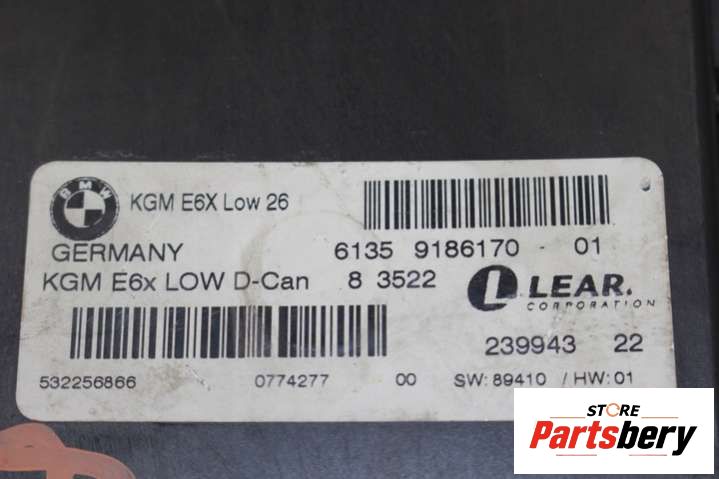 BMW
KGM E6X Low 26
GERMANY 6135 9186170 - 01
KGM E6x LOW D-Can 8 3522
L LEAR.
CORPORATION
239943 22
532256866 0774277 00 SW: 89410 / HW: 01
STORE
Partsbery